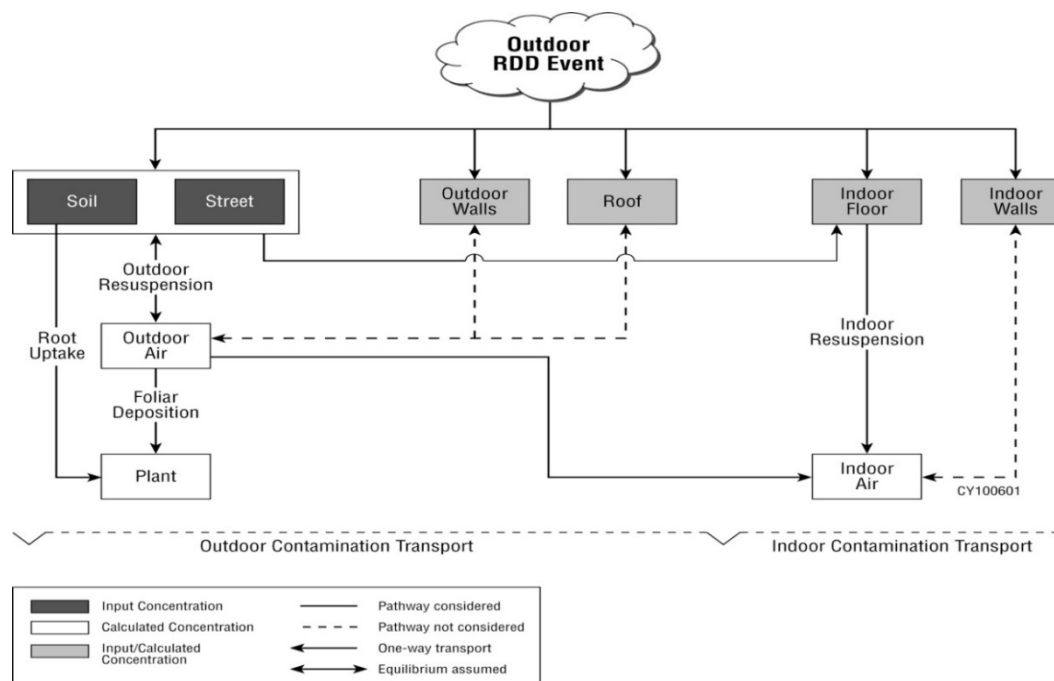 Outdoor
RDD Event
Soil
Street
Outdoor
Walls
Roof
Indoor
Floor
Indoor
Walls
Outdoor
Resuspension
Root
Uptake
Outdoor
Air
Indoor
Resuspension
Foliar
Deposition
Plant
Indoor
Air
CY100601
Outdoor Contamination Transport
Indoor Contamination Transport
Input Concentration
Calculated Concentration
Input/Calculated
Concentration
Pathway considered
Pathway not considered
One-way transport
Equilibrium assumed